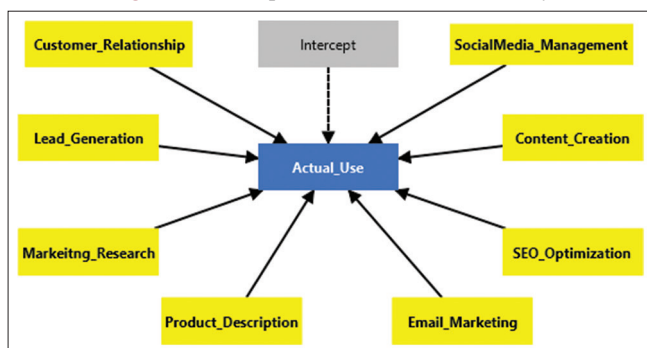 Customer_Relationship
Intercept
SocialMedia_Management
Lead_Generation
Content_Creation
Actual_Use
Markeitng_Research
SEO_Optimization
Product_Description
Email_Marketing